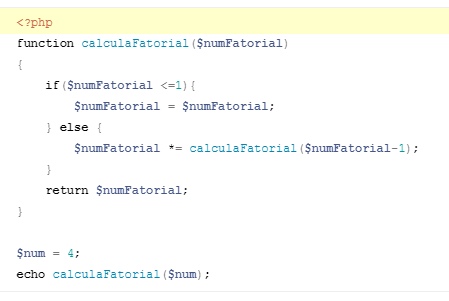 <?php
function calculaFatorial($numFatorial)
{
    if($numFatorial <=1){
        $numFatorial = $numFatorial;
    } else {
        $numFatorial *= calculaFatorial($numFatorial-1);
    }
    return $numFatorial;
}

$num = 4;
echo calculaFatorial($num);